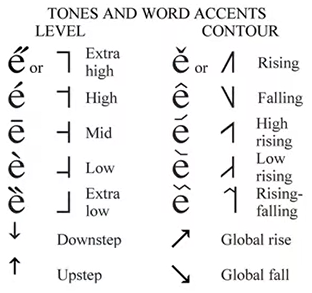 TONES AND WORD ACCENTS
LEVEL CONTOUR
e̋ or ˥ Extra high ě or ˩˥ Rising
é ˦ High ê ˥˩ Falling
ē ˧ Mid e᷄ ˦˥ High rising
è ˨ Low e᷅ ˩˨ Low rising
ȅ ˩ Extra low e᷈ ˧˦˧ Rising-falling
↓ Downstep ↗ Global rise
↑ Upstep ↘ Global fall